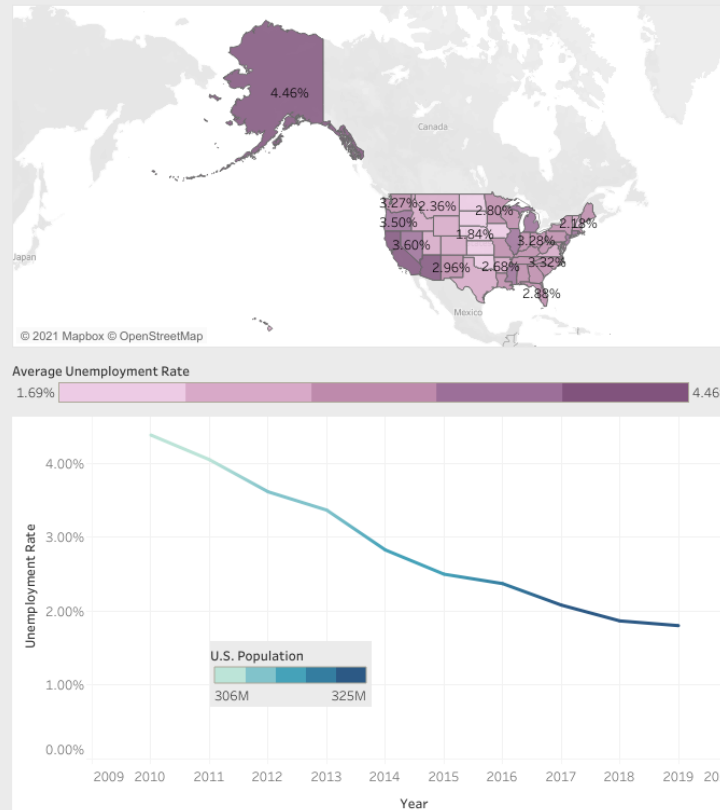 4.46%
Canada
3.27% 2.36% 2.80% 2.13%
3.50% 1.84%
3.60% 3.28%
2.96% 2.68% 3.32%
Japan
2.88%
Mexico
© 2021 Mapbox © OpenStreetMap
Average Unemployment Rate
1.69% 4.46
4.00%
3.00%
2.00%
1.00%
0.00%
Unemployment Rate
U.S. Population
306M 325M
2009 2010 2011 2012 2013 2014 2015 2016 2017 2018 2019 20
Year